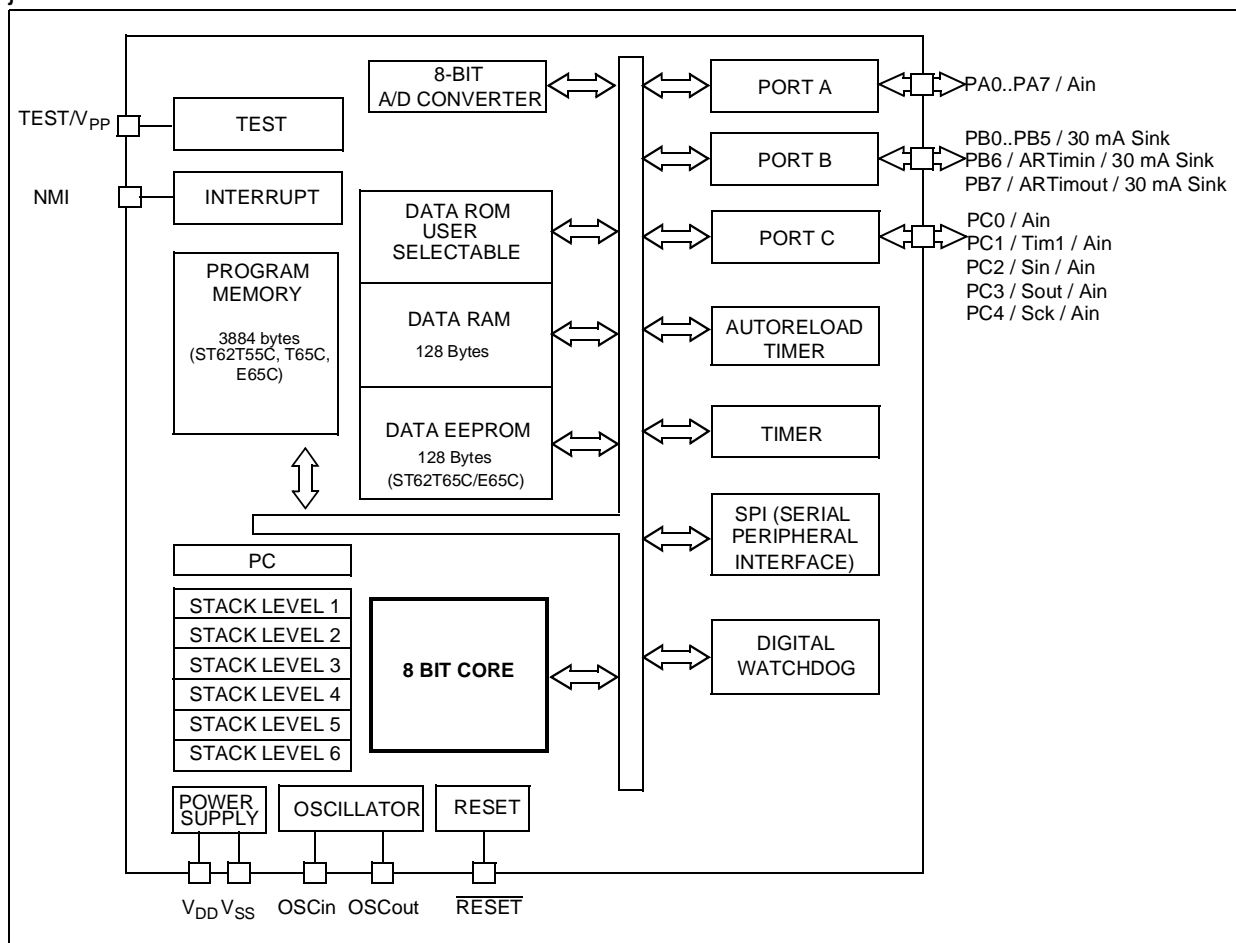 8-BIT
A/D CONVERTER
PORT A
PA0..PA7 / Ain
TEST/VPP
TEST
PORT B
PB0..PB5 / 30 mA Sink
PB6 / ARTimin / 30 mA Sink
PB7 / ARTimout / 30 mA Sink
NMI
INTERRUPT
DATA ROM
USER
SELECTABLE
PORT C
PC0 / Ain
PC1 / Tim1 / Ain
PC2 / Sin / Ain
PC3 / Sout / Ain
PC4 / Sck / Ain
PROGRAM
MEMORY
3884 bytes
(ST62T55C, T65C,
E65C)
DATA RAM
128 Bytes
AUTORELOAD
TIMER
DATA EEPROM
128 Bytes
(ST62T65C/E65C)
TIMER
SPI (SERIAL
PERIPHERAL
INTERFACE)
PC
STACK LEVEL 1
STACK LEVEL 2
STACK LEVEL 3
STACK LEVEL 4
STACK LEVEL 5
STACK LEVEL 6
8 BIT CORE
DIGITAL
WATCHDOG
POWER
SUPPLY
OSCILLATOR
RESET
VDD VSS
OSCin OSCout
RESET